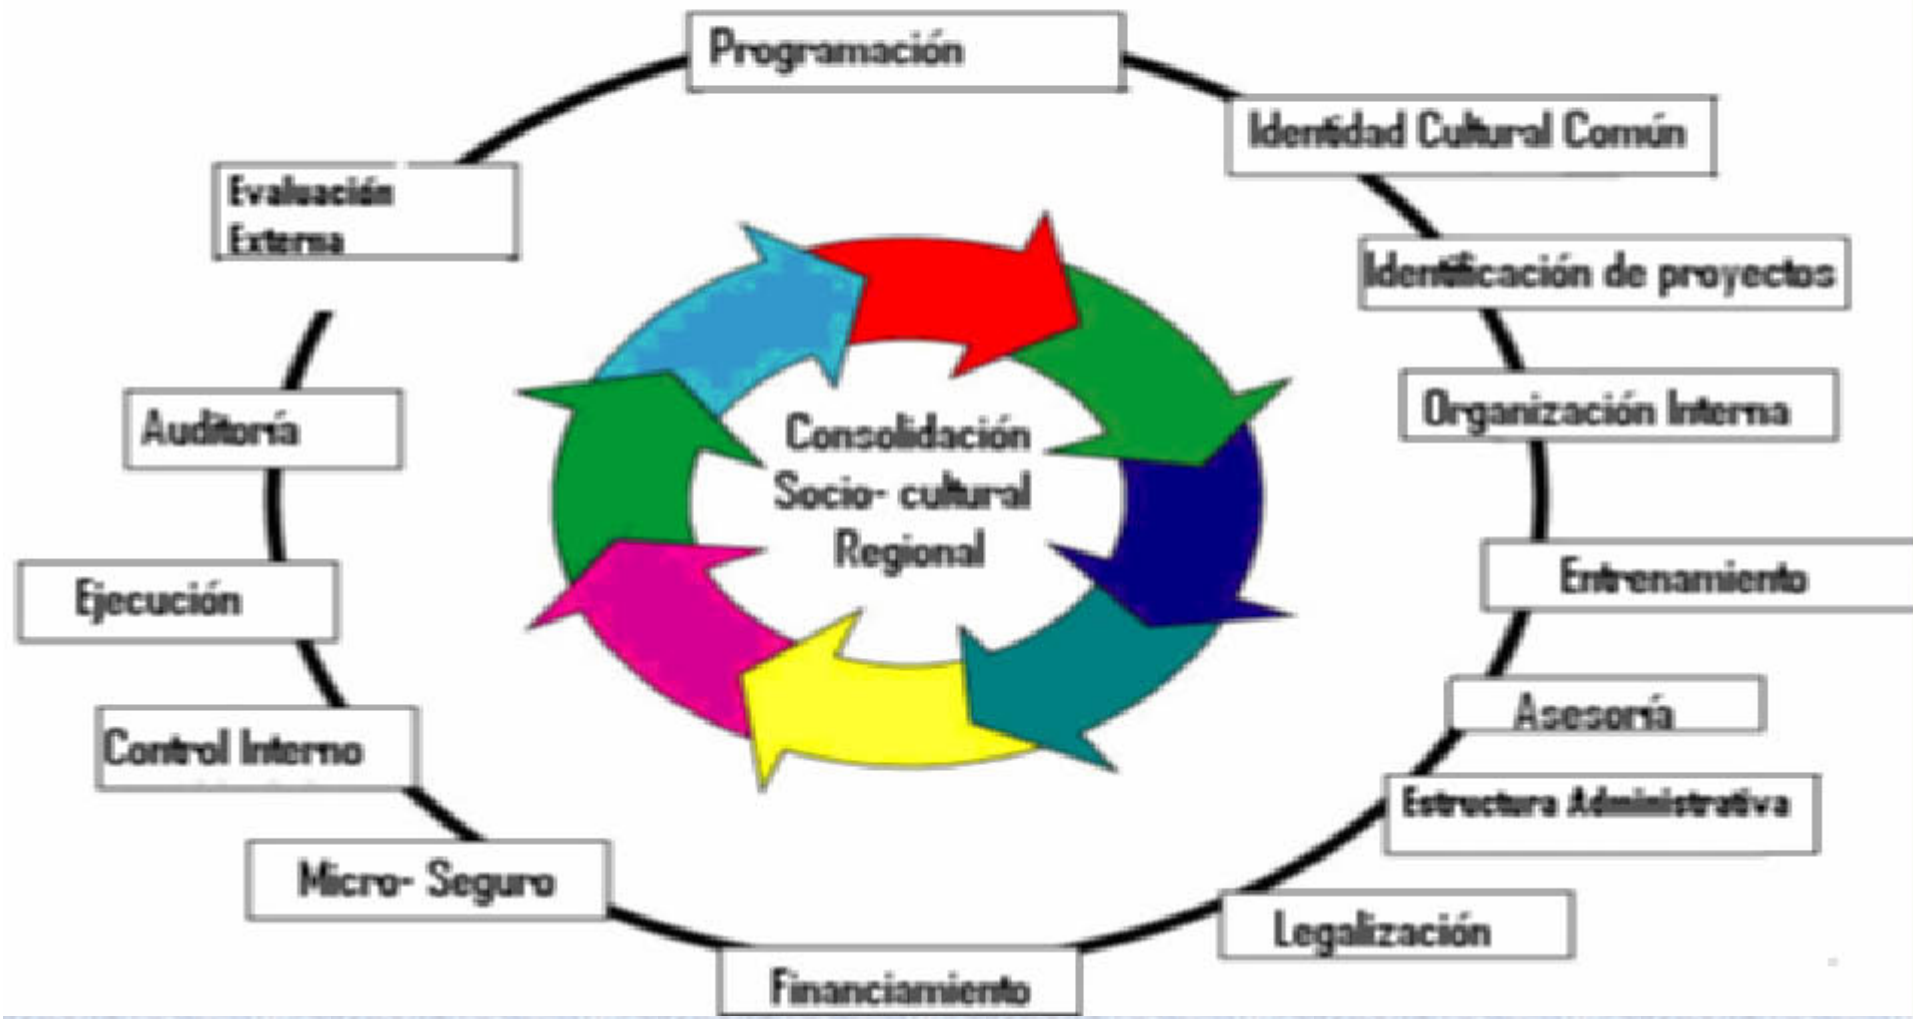 Programación
Identidad Cultural Común
Identificación de proyectos
Organización Interna
Entrenamiento
Asesoría
Estructura Administrativa
Legalización
Financiamiento
Micro- Seguro
Control Interno
Ejecución
Auditoría
Evaluación
Externa
Consolidación
Socio- cultural
Regional